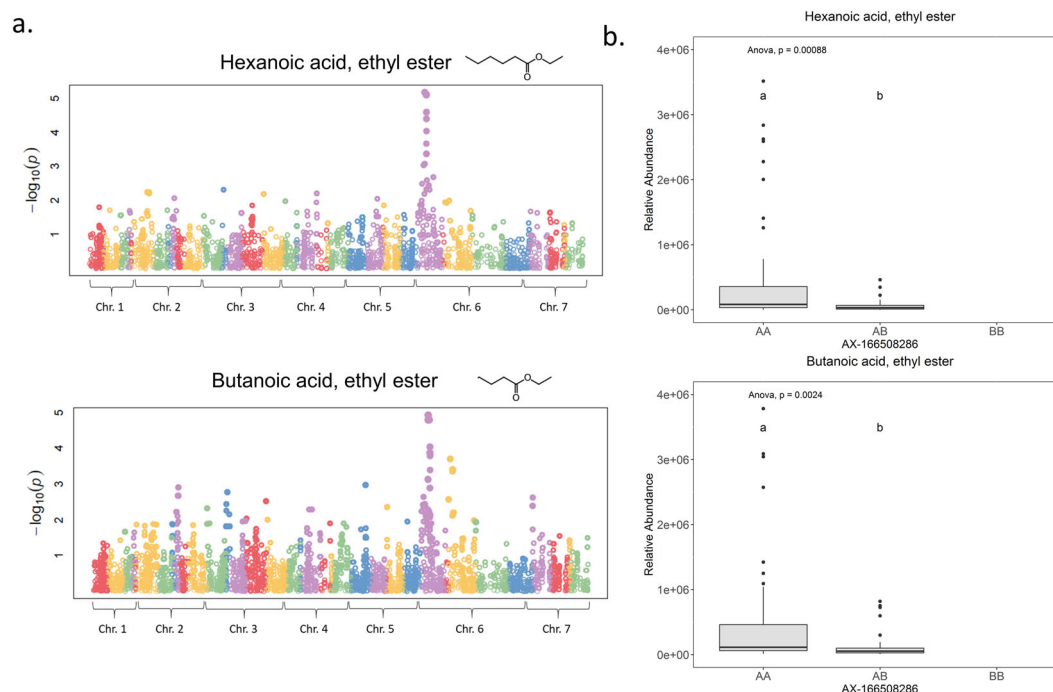 a.
Hexanoic acid, ethyl ester
O
O
5
4
3
2
1
−log10(p)
Chr. 1 Chr. 2 Chr. 3 Chr. 4 Chr. 5 Chr. 6 Chr. 7
Butanoic acid, ethyl ester
O
O
5
4
3
2
1
−log10(p)
Chr. 1 Chr. 2 Chr. 3 Chr. 4 Chr. 5 Chr. 6 Chr. 7
b.
Hexanoic acid, ethyl ester
Anova, p = 0.00088
a b
4e+06
3e+06
2e+06
1e+06
0e+00
Relative Abundance
AA AB BB
AX-166508286
Butanoic acid, ethyl ester
Anova, p = 0.0024
a b
4e+06
3e+06
2e+06
1e+06
0e+00
Relative Abundance
AA AB BB
AX-166508286